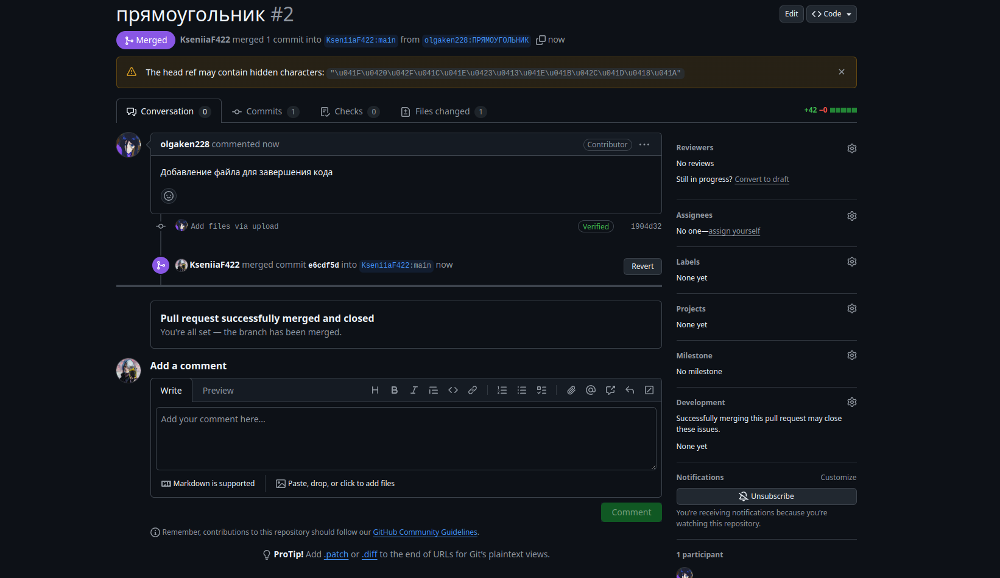 прямоугольник #2
Edit
Code
Merged
KseniiaF422 merged 1 commit into KseniiaF422:main from olgaken228:ПРЯМОУГОЛЬНИК now
The head ref may contain hidden characters: "\u041F\u0420\u042F\u041C\u041E\u0423\u0413\u041E\u041B\u042C\u041D\u0418\u041A"
Conversation 0
Commits 1
Checks 0
Files changed 1
+42 −0
olgaken228 commented now
Contributor
Добавление файла для завершения кода
Add files via upload
Verified
1904d32
KseniiaF422 merged commit e6cdf5d into KseniiaF422:main now
Revert
Pull request successfully merged and closed
You're all set — the branch has been merged.
Add a comment
Write
Preview
Add your comment here...
Markdown is supported
Paste, drop, or click to add files
Comment
Remember, contributions to this repository should follow our GitHub Community Guidelines.
ProTip! Add .patch or .diff to the end of URLs for Git’s plaintext views.
Reviewers
No reviews
Still in progress? Convert to draft
Assignees
No one—assign yourself
Labels
None yet
Projects
None yet
Milestone
No milestone
Development
Successfully merging this pull request may close
these issues.
None yet
Notifications
Customize
Unsubscribe
You’re receiving notifications because you’re
watching this repository.
1 participant